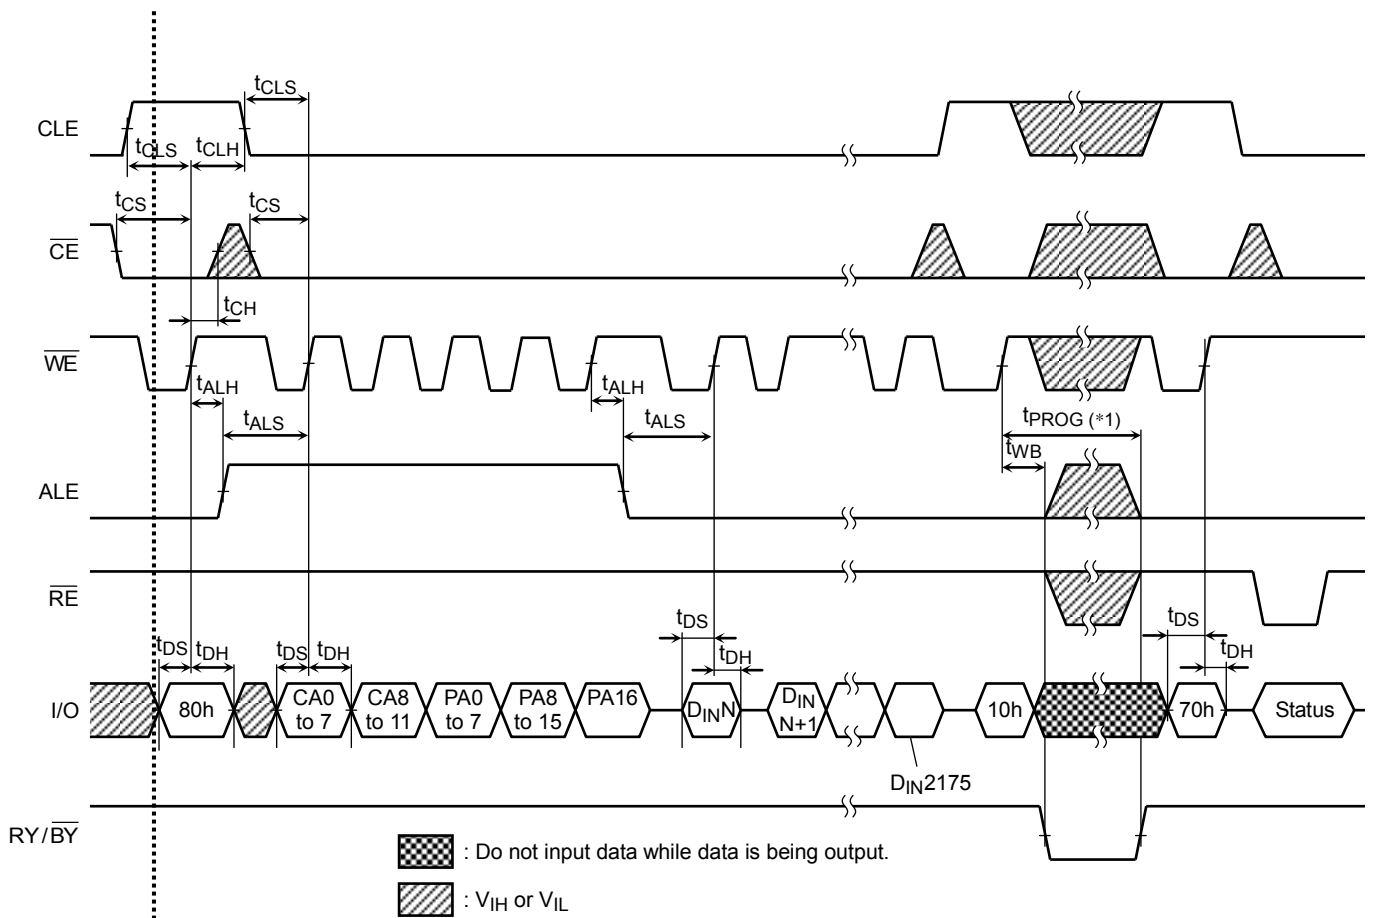 tCLS
CLE
tCLS tCLH
tCS tCS
CE
tCH
WE
tALH tALH
tALS tALS tPROG (*1)
tWB
ALE
RE
tDS tDH tDS tDH tDS tDH tDS tDH
I/O 80h CA0 to 7 CA8 to 11 PA0 to 7 PA8 to 15 PA16 DINN DIN N+1 10h 70h Status
DIN2175
RY/BY
: Do not input data while data is being output.
: VIH or VIL